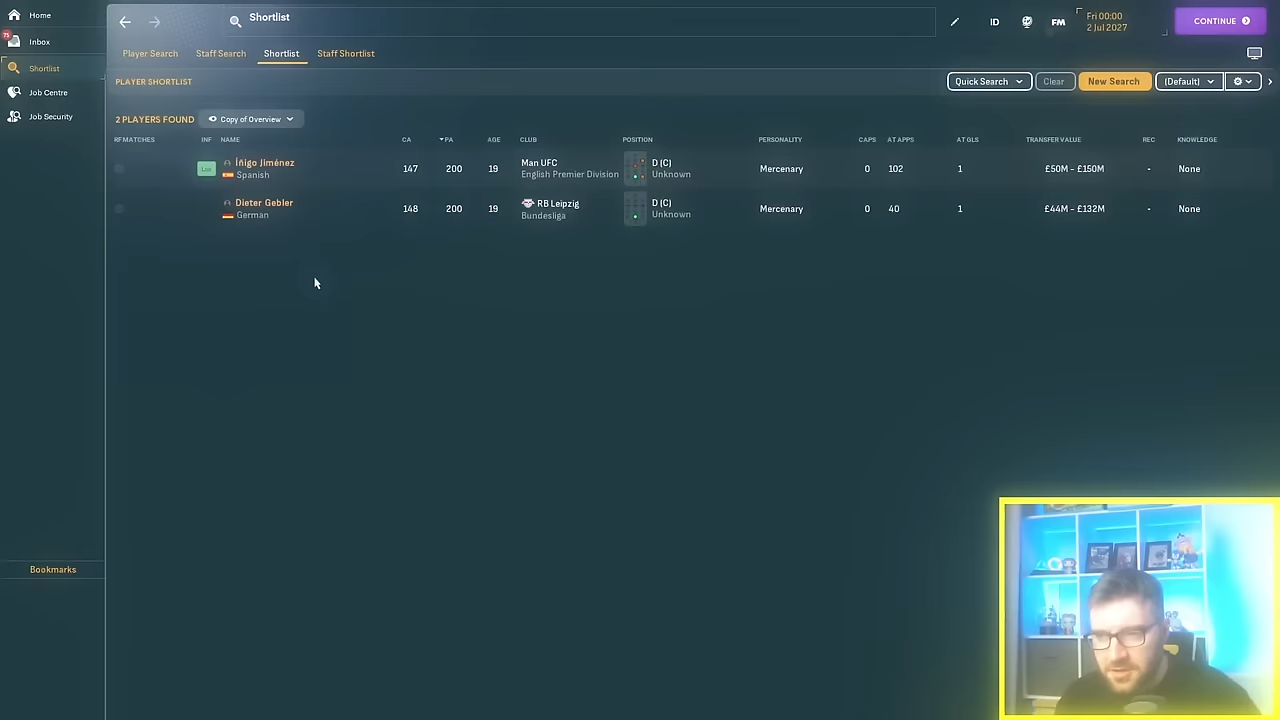 Home
Shortlist
ID
FM
Fri 00:00
2 Jul 2027
CONTINUE
75
Inbox
Player Search
Staff Search
Shortlist
Staff Shortlist
Shortlist
PLAYER SHORTLIST
Quick Search
Clear
New Search
(Default)
Job Centre
Job Security
2 PLAYERS FOUND
Copy of Overview
RF MATCHES
INF
NAME
CA
PA
AGE
CLUB
POSITION
PERSONALITY
CAPS
AT APPS
AT GLS
TRANSFER VALUE
REC
KNOWLEDGE
Íñigo Jiménez
Spanish
147
200
19
Man UFC
English Premier Division
D (C)
Unknown
Mercenary
0
102
1
£50M - £150M
-
None
Dieter Gebler
German
148
200
19
RB Leipzig
Bundesliga
D (C)
Unknown
Mercenary
0
40
1
£44M - £132M
-
None
Bookmarks